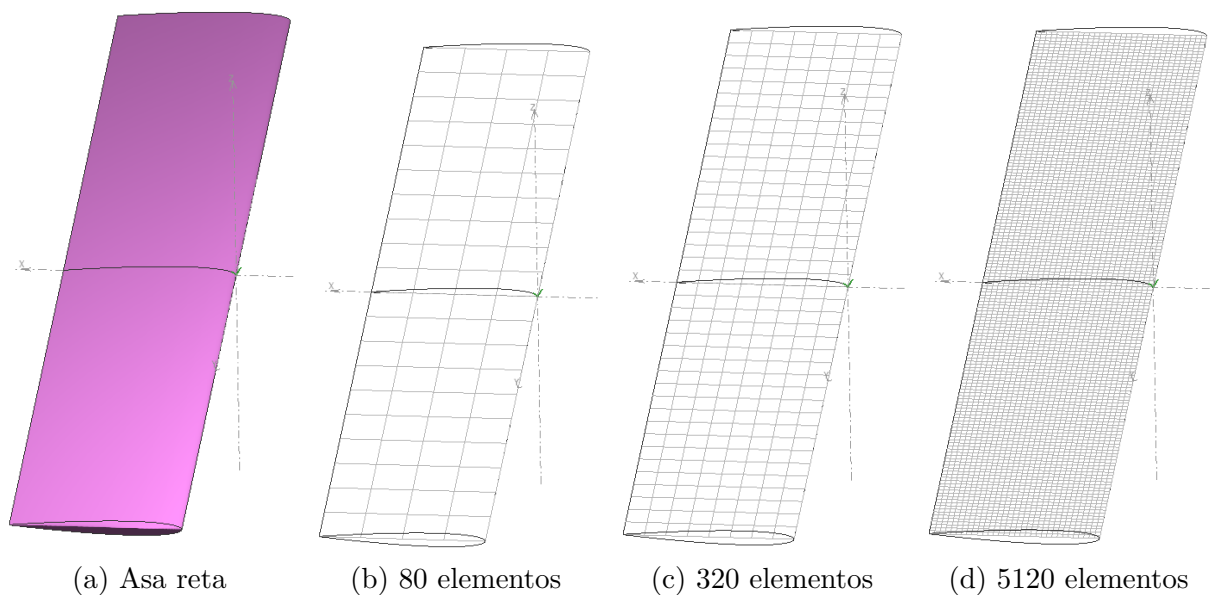 z
x
y
z
x
y
z
x
y
z
x
y
(a) Asa reta
(b) 80 elementos
(c) 320 elementos
(d) 5120 elementos